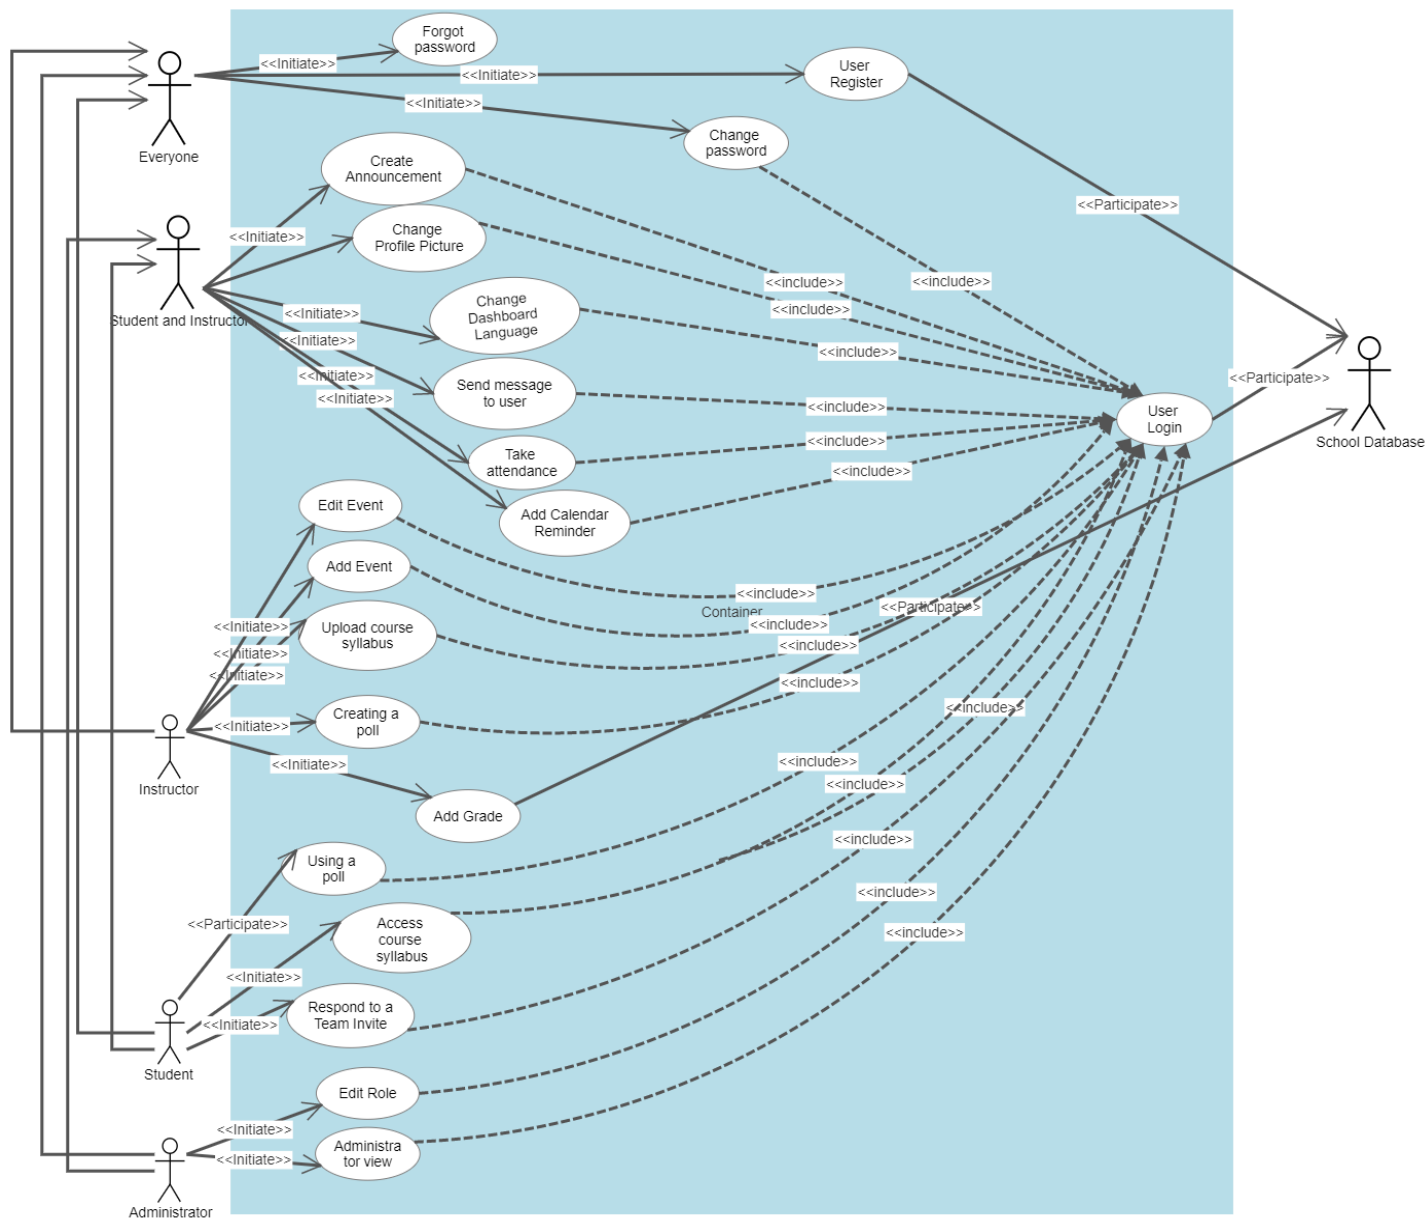 Forgot
password
<<Initiate>>
<<Initiate>>
User
Register
<<Initiate>>
Change
password
Everyone
Create
Announcement
<<Participate>>
<<Initiate>>
Change
Profile Picture
<<include>>
<<include>>
<<include>>
Student and Instructor
<<Initiate>>
Change
Dashboard
Language
<<Initiate>>
<<include>>
<<Initiate>>
<<Initiate>>
Send message
to user
<<include>>
<<Participate>>
User
Login
School Database
Take
attendance
<<include>>
<<include>>
Edit Event
Add Calendar
Reminder
Add Event
<<include>>
Container
<<Participate>>
<<Initiate>>
Upload course
syllabus
<<include>>
<<include>>
<<Initiate>>
<<Initiate>>
<<include>>
Creating a
poll
<<Initiate>>
<<include>>
<<Initiate>>
<<include>>
Instructor
<<include>>
Add Grade
<<include>>
Using a
poll
<<include>>
<<Participate>>
Access
course
syllabus
<<include>>
<<Initiate>>
Respond to a
Team Invite
<<Initiate>>
Student
Edit Role
<<Initiate>>
Administra
tor view
<<Initiate>>
Administrator